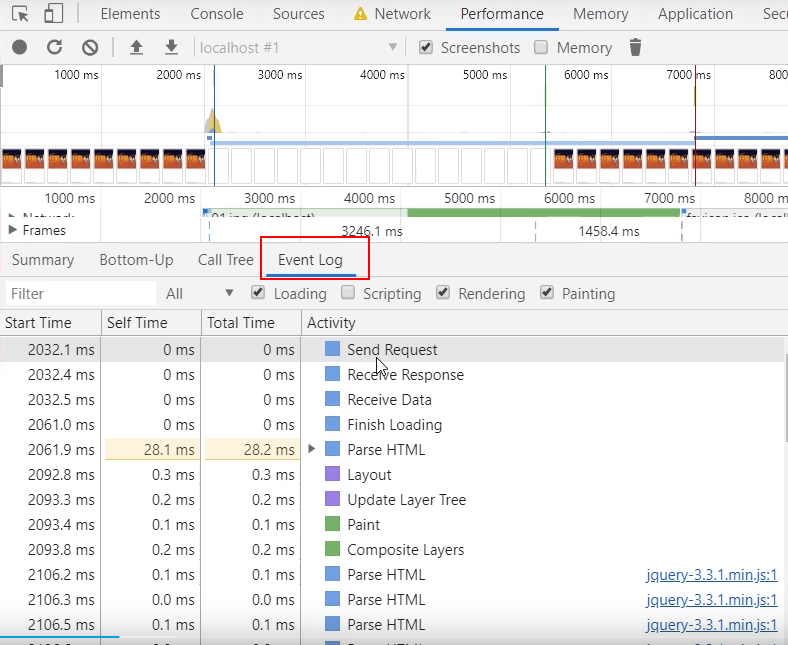 Elements Console Sources Network Performance Memory Application Secu
localhost #1 Screenshots Memory
1000 ms 2000 ms 3000 ms 4000 ms 5000 ms 6000 ms 7000 ms 800
1000 ms 2000 ms 3000 ms 4000 ms 5000 ms 6000 ms 7000 ms 8000 m
Network 01.jpg (localhost) favicon.ico (local
Frames 3246.1 ms 1458.4 ms
Summary Bottom-Up Call Tree Event Log
Filter All Loading Scripting Rendering Painting
Start Time Self Time Total Time Activity
2032.1 ms 0 ms 0 ms Send Request
2032.4 ms 0 ms 0 ms Receive Response
2032.5 ms 0 ms 0 ms Receive Data
2061.0 ms 0 ms 0 ms Finish Loading
2061.9 ms 28.1 ms 28.2 ms Parse HTML
2092.8 ms 0.3 ms 0.3 ms Layout
2093.3 ms 0.2 ms 0.2 ms Update Layer Tree
2093.4 ms 0.1 ms 0.1 ms Paint
2093.8 ms 0.2 ms 0.2 ms Composite Layers
2106.2 ms 0.1 ms 0.1 ms Parse HTML jquery-3.3.1.min.js:1
2106.3 ms 0.0 ms 0.0 ms Parse HTML jquery-3.3.1.min.js:1
2106.5 ms 0.1 ms 0.1 ms Parse HTML jquery-3.3.1.min.js:1